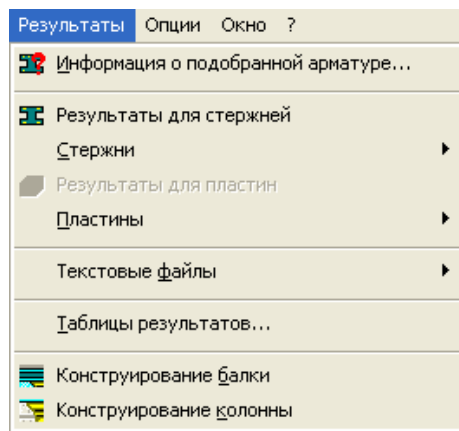 Результаты Опции Окно ?
Информация о подобранной арматуре...
Результаты для стержней
Стержни
Результаты для пластин
Пластины
Текстовые файлы
Таблицы результатов...
Конструирование балки
Конструирование колонны